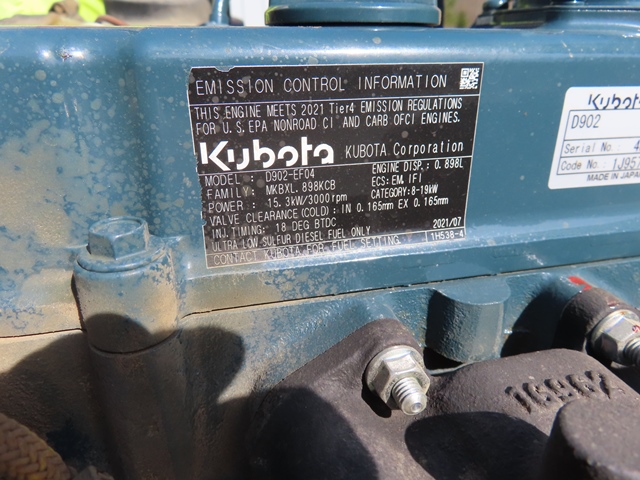 EMISSION CONTROL INFORMATION
THIS ENGINE MEETS 2021 Tier4 EMISSION REGULATIONS
FOR U.S. EPA NONROAD CI AND CARB OFCI ENGINES.
Kubota KUBOTA Corporation
MODEL : D902-EF04 ENGINE DISP.: 0.898L
FAMILY: MKBXL.898KCB ECS: EM, IFI
POWER : 15.3kW/3000rpm CATEGORY:8-19kW
VALVE CLEARANCE(COLD): IN 0.165mm EX 0.165mm
INJ.TIMING: 18 DEG BTDC 2021/07
ULTRA LOW-SULFUR DIESEL FUEL ONLY
CONTACT KUBOTA FOR FUEL SETTING 1H538-4
Kubota
D902
Serial No.
Code No.
MADE IN JAPAN